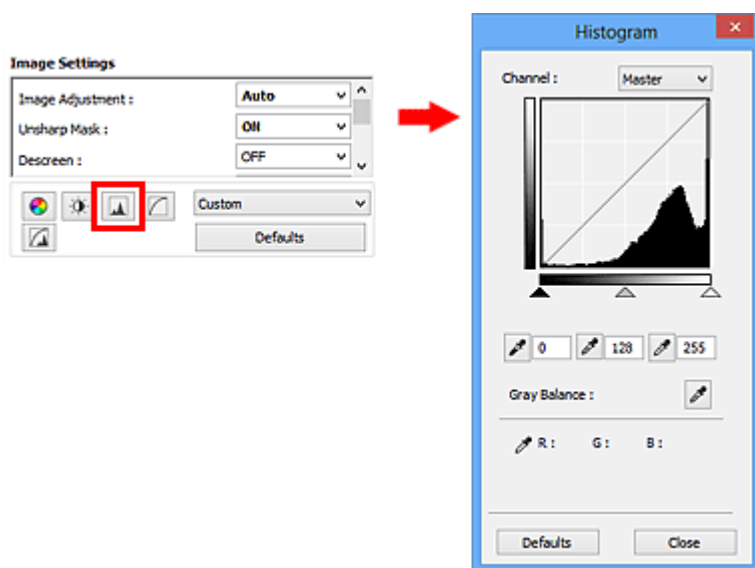 Image Settings
Image Adjustment : Auto
Unsharp Mask : ON
Descreen : OFF
Custom
Defaults
Histogram
Channel : Master
0 128 255
Gray Balance :
R : G : B :
Defaults Close